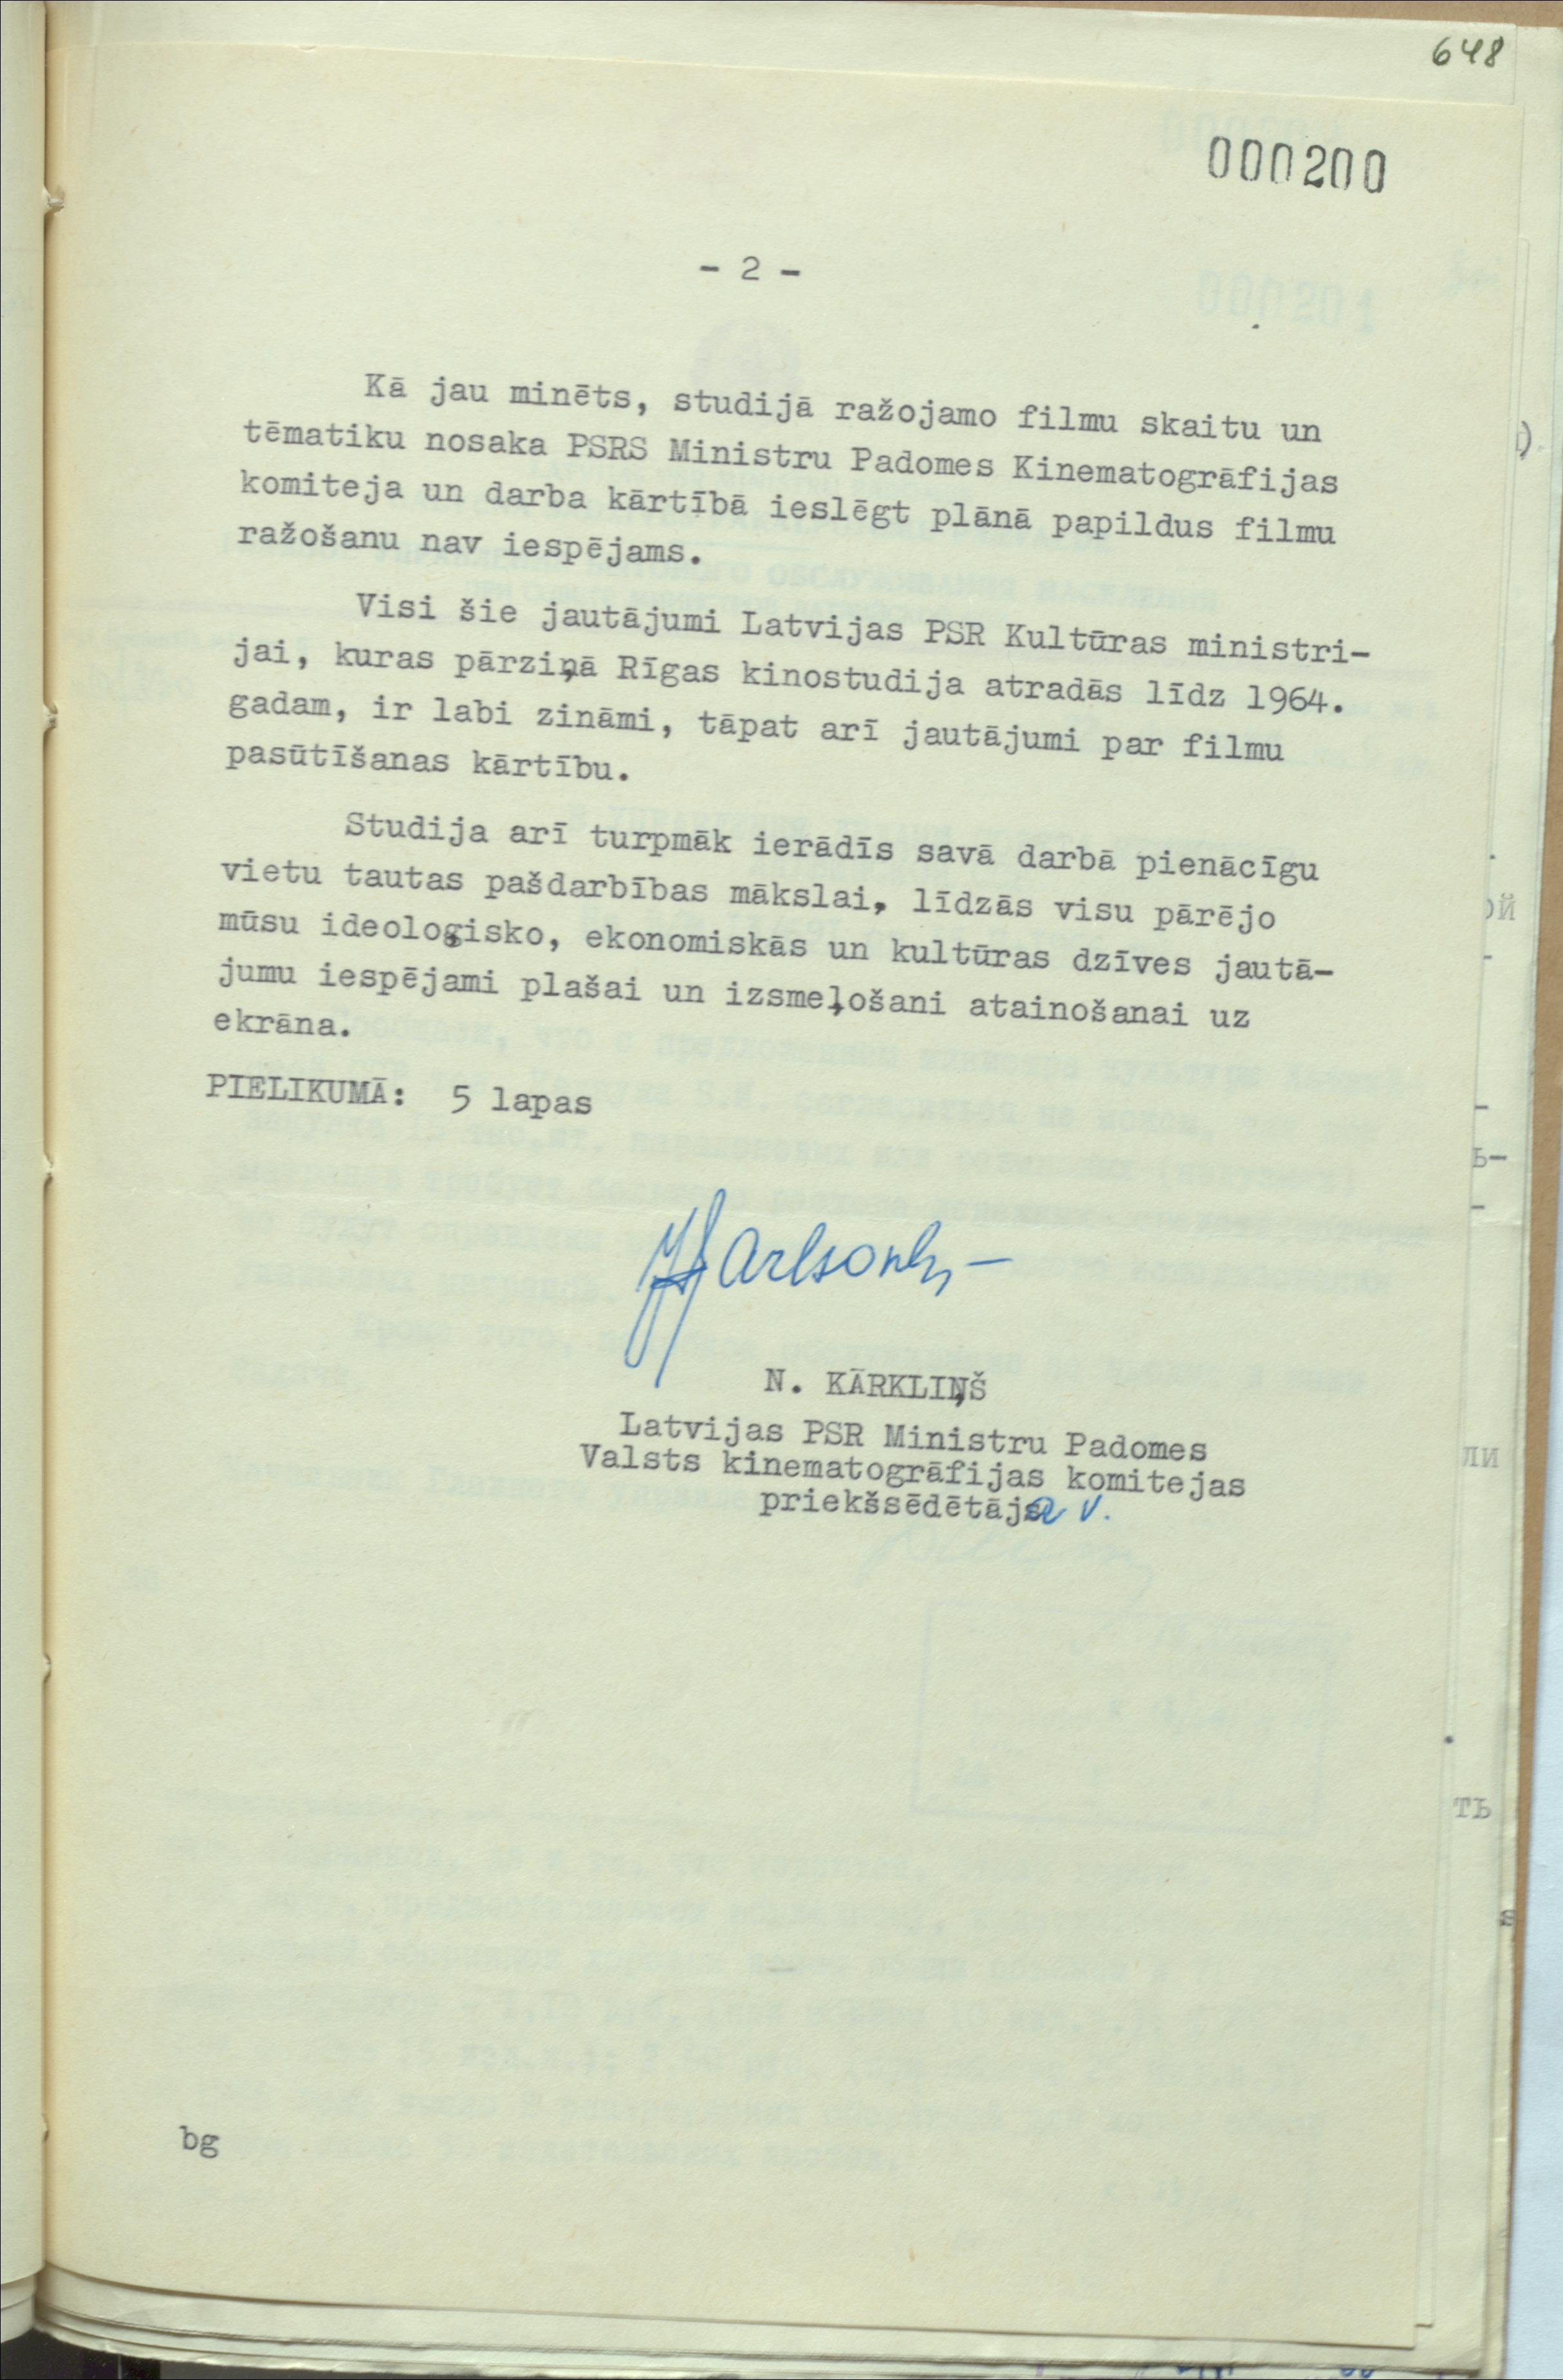 648
000200
- 2 -
Kā jau minēts, studijā ražojamo filmu skaitu un
tēmatiku nosaka PSRS Ministru Padomes Kinematogrāfijas
komiteja un darba kārtībā ieslēgt plānā papildus filmu
ražošanu nav iespējams.
Visi šie jautājumi Latvijas PSR Kultūras ministri-
jai, kuras pārziņā Rīgas kinostudija atradās līdz 1964.
gadam, ir labi zināmi, tāpat arī jautājumi par filmu
pasūtīšanas kārtību.
Studija arī turpmāk ierādīs savā darbā pienācīgu
vietu tautas pašdarbības mākslai, līdzās visu pārējo
mūsu ideoloģisko, ekonomiskās un kultūras dzīves jautā-
jumu iespējami plašai un izsmeļošani atainošanai uz
ekrāna.
PIELIKUMĀ: 5 lapas
N. KĀRKLIŅŠ
Latvijas PSR Ministru Padomes
Valsts kinematogrāfijas komitejas
priekšsēdētāja v.
bg